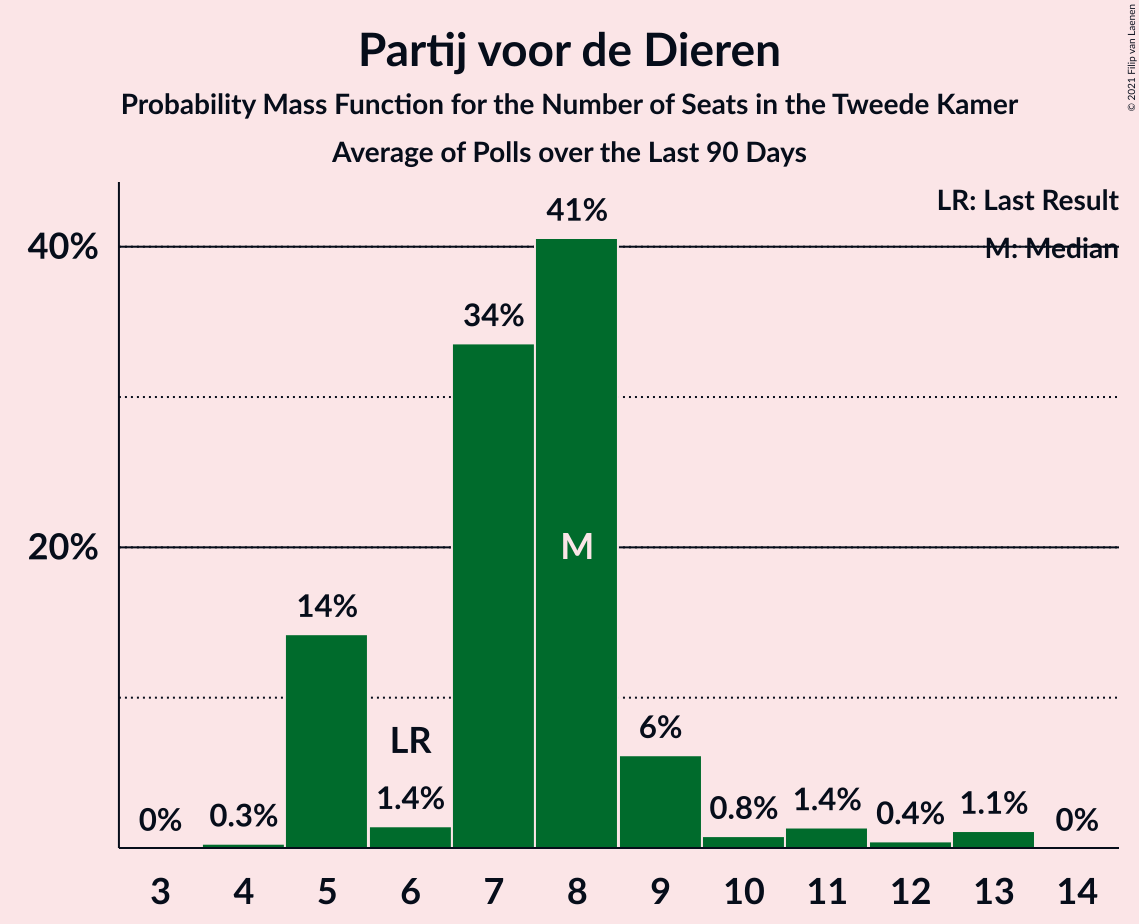 Partij voor de Dieren
Probability Mass Function for the Number of Seats in the Tweede Kamer
Average of Polls over the Last 90 Days
© 2021 Filip van Laenen
LR: Last Result
M: Median
40%
20%
0%
0.3%
14%
LR
1.4%
34%
41%
M
6%
0.8%
1.4%
0.4%
1.1%
0%
3 4 5 6 7 8 9 10 11 12 13 14